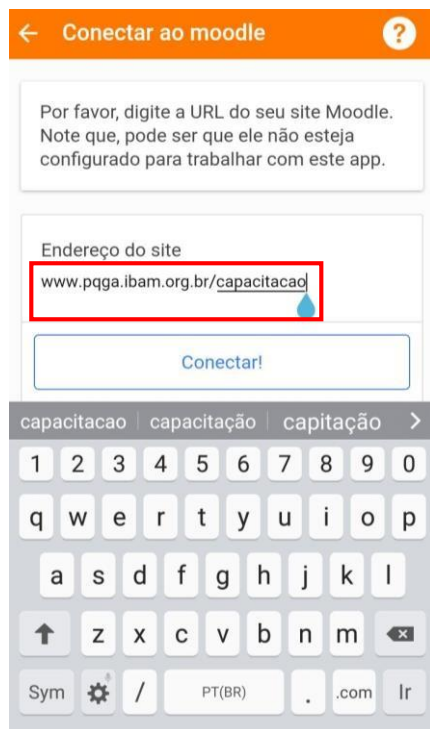 ← Conectar ao moodle ?
Por favor, digite a URL do seu site Moodle.
Note que, pode ser que ele não esteja
configurado para trabalhar com este app.
Endereço do site
www.pqga.ibam.org.br/capacitacao
Conectar!
capacitacao capacitação capitação >
1 2 3 4 5 6 7 8 9 0
q w e r t y u i o p
a s d f g h j k l
z x c v b n m
Sym / PT(BR) . .com Ir